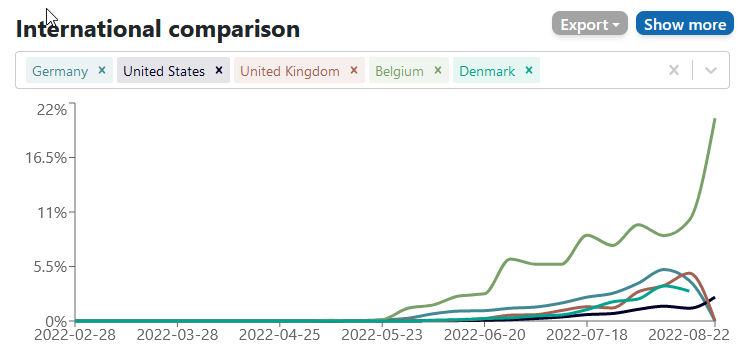 International comparison
Export
Show more
Germany × United States × United Kingdom × Belgium × Denmark ×
22%
16.5%
11%
5.5%
0%
2022-02-28 2022-03-28 2022-04-25 2022-05-23 2022-06-20 2022-07-18 2022-08-22